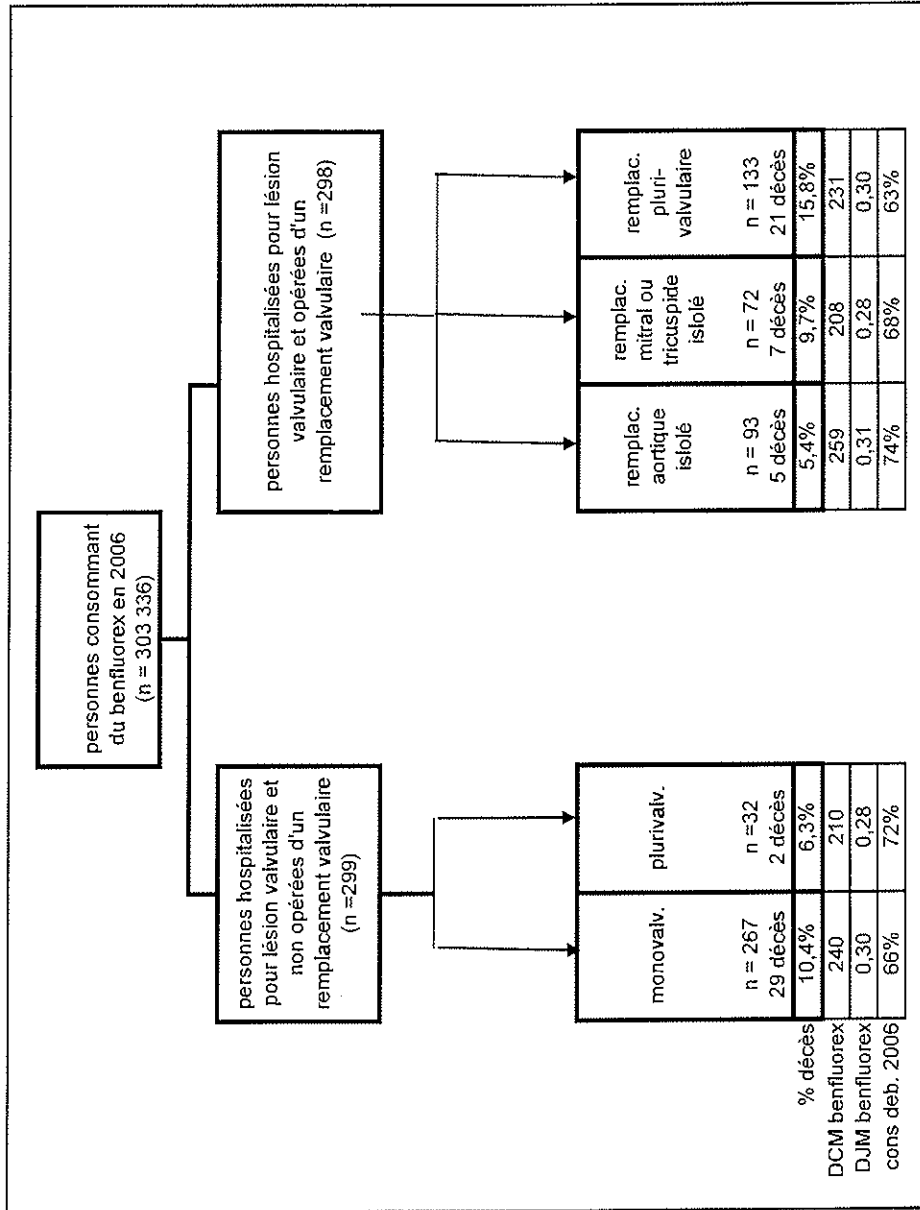 personnes consommant
du benfluorex en 2006
(n = 303 336)
personnes hospitalisées
pour lésion valvulaire et
non opérées d'un
remplacement valvulaire
(n =299)
personnes hospitalisées pour lésion
valvulaire et opérées d'un
remplacement valvulaire (n =298)
monovalv.
n = 267
29 décès
plurivalv.
n =32
2 décès
remplac.
aortique
islolé
n = 93
5 décès
remplac.
mitral ou
tricuspide
islolé
n = 72
7 décès
remplac.
pluri-
valvulaire
n = 133
21 décès
% décès 10,4% 6,3% 5,4% 9,7% 15,8%
DCM benfluorex 240 210 259 208 231
DJM benfluorex 0,30 0,28 0,31 0,28 0,30
cons deb. 2006 66% 72% 74% 68% 63%